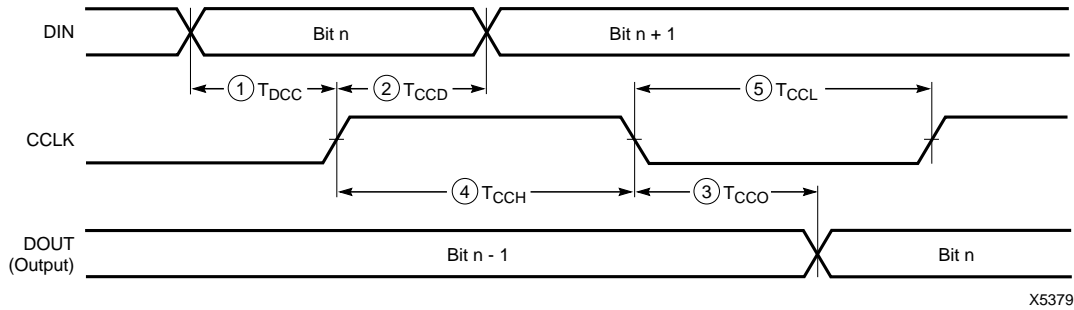 DIN
Bit n
Bit n + 1
1 TDCC
2 TCCD
5 TCCL
CCLK
4 TCCH
3 TCCO
DOUT
(Output)
Bit n - 1
Bit n
X5379